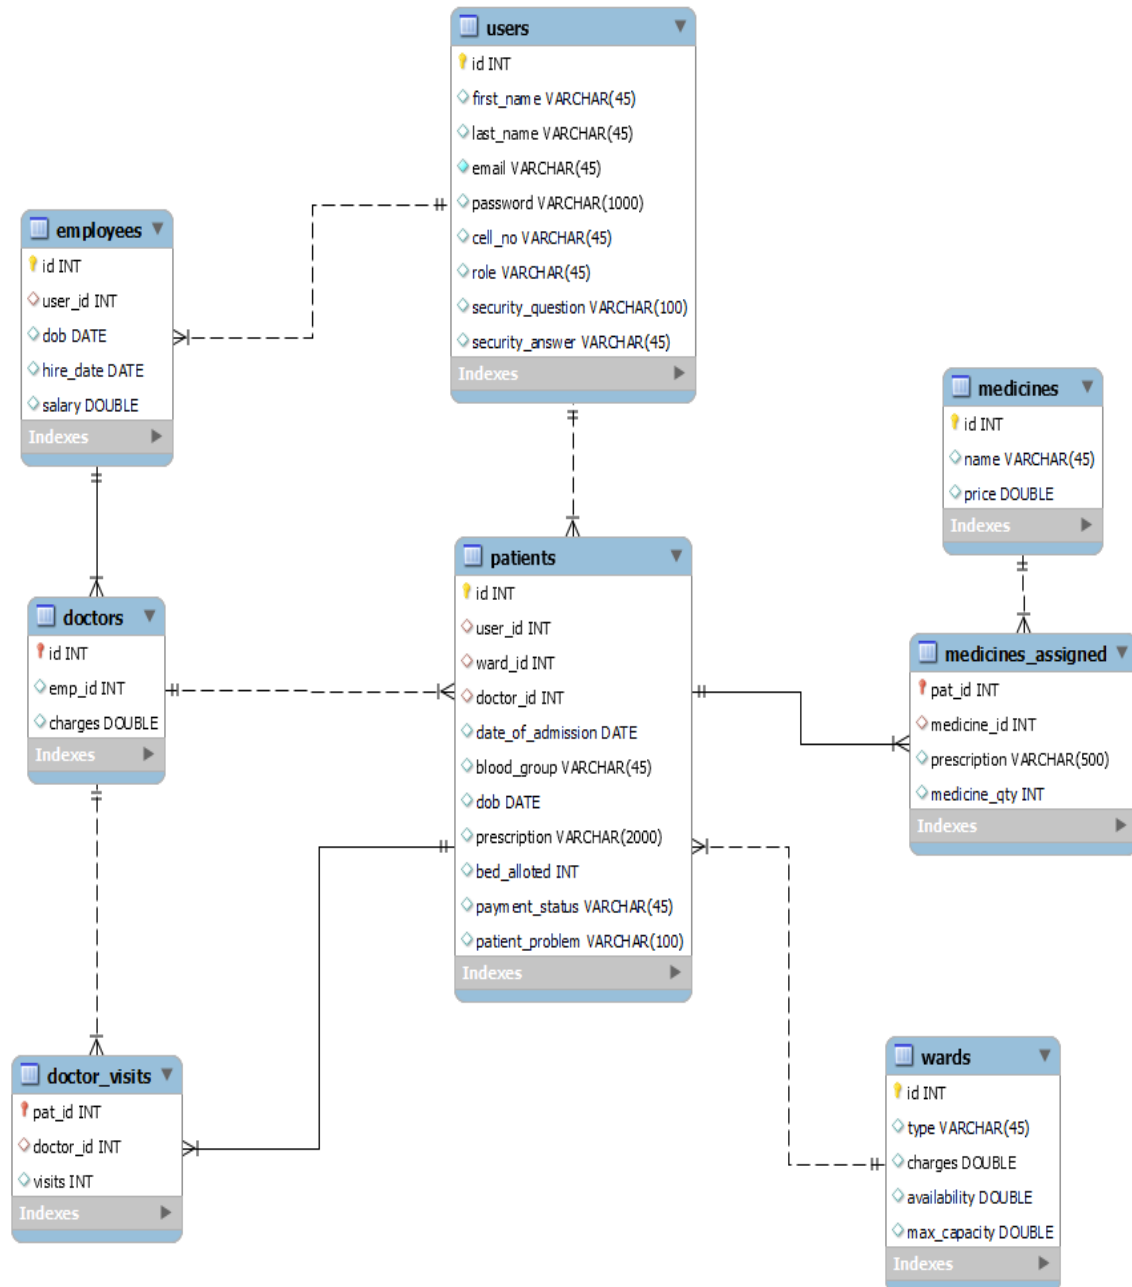 users
id INT
first_name VARCHAR(45)
last_name VARCHAR(45)
email VARCHAR(45)
password VARCHAR(1000)
cell_no VARCHAR(45)
role VARCHAR(45)
security_question VARCHAR(100)
security_answer VARCHAR(45)
Indexes
employees
id INT
user_id INT
dob DATE
hire_date DATE
salary DOUBLE
Indexes
medicines
id INT
name VARCHAR(45)
price DOUBLE
Indexes
patients
id INT
user_id INT
ward_id INT
doctor_id INT
date_of_admission DATE
blood_group VARCHAR(45)
dob DATE
prescription VARCHAR(2000)
bed_alloted INT
payment_status VARCHAR(45)
patient_problem VARCHAR(100)
Indexes
doctors
id INT
emp_id INT
charges DOUBLE
Indexes
medicines_assigned
pat_id INT
medicine_id INT
prescription VARCHAR(500)
medicine_qty INT
Indexes
doctor_visits
pat_id INT
doctor_id INT
visits INT
Indexes
wards
id INT
type VARCHAR(45)
charges DOUBLE
availability DOUBLE
max_capacity DOUBLE
Indexes